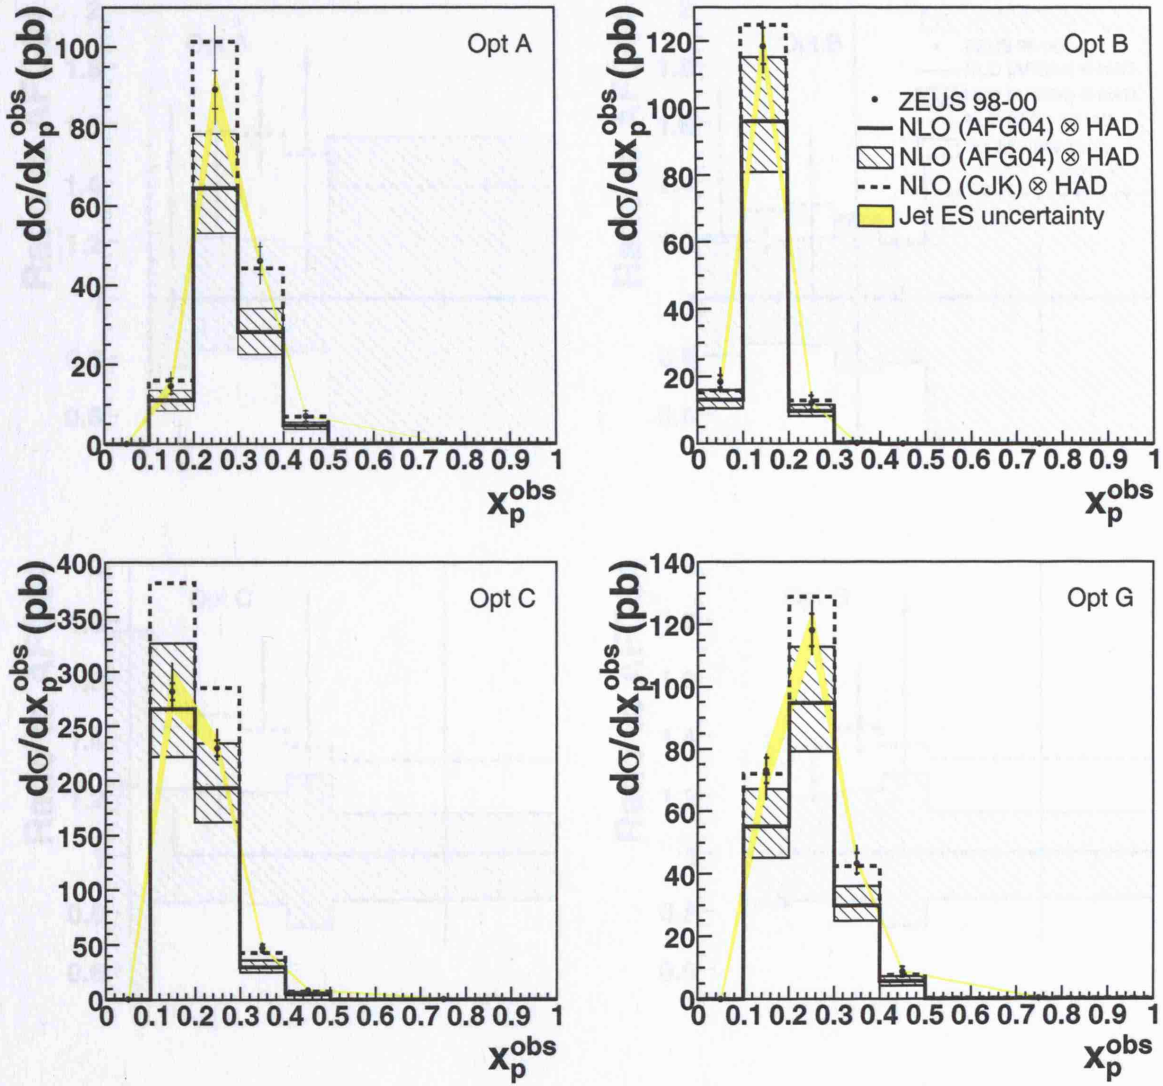 dσ/dx_p^obs (pb)
Opt A
100
80
60
40
20
0
0 0.1 0.2 0.3 0.4 0.5 0.6 0.7 0.8 0.9 1
x_p^obs
dσ/dx_p^obs (pb)
Opt B
ZEUS 98-00
NLO (AFG04) ⊗ HAD
NLO (AFG04) ⊗ HAD
NLO (CJK) ⊗ HAD
Jet ES uncertainty
120
100
80
60
40
20
0
0 0.1 0.2 0.3 0.4 0.5 0.6 0.7 0.8 0.9 1
x_p^obs
dσ/dx_p^obs (pb)
Opt C
400
350
300
250
200
150
100
50
0
0 0.1 0.2 0.3 0.4 0.5 0.6 0.7 0.8 0.9 1
x_p^obs
dσ/dx_p^obs (pb)
Opt G
140
120
100
80
60
40
20
0
0 0.1 0.2 0.3 0.4 0.5 0.6 0.7 0.8 0.9 1
x_p^obs